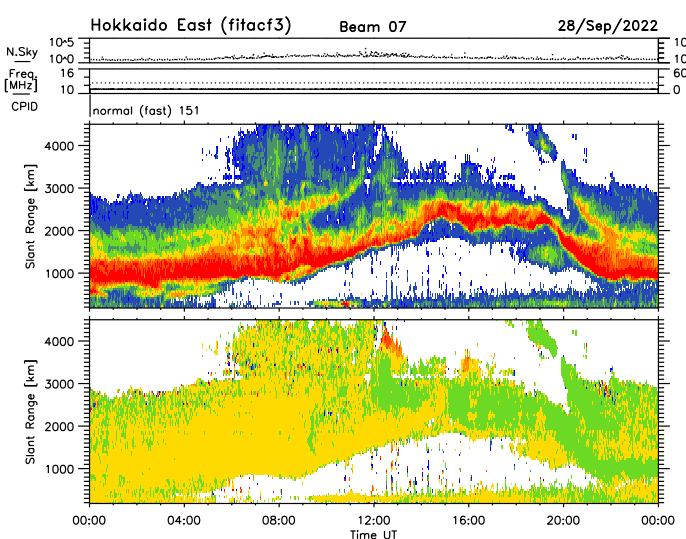 Hokkaido East (fitacf3) Beam 07 28/Sep/2022
N.Sky 10^5 10^0 10 10
Freq. [MHz] 16 10 60 0
CPID normal (fast) 151
Slant Range [km] 4000 3000 2000 1000
Slant Range [km] 4000 3000 2000 1000
00:00 04:00 08:00 12:00 16:00 20:00 00:00
Time UT